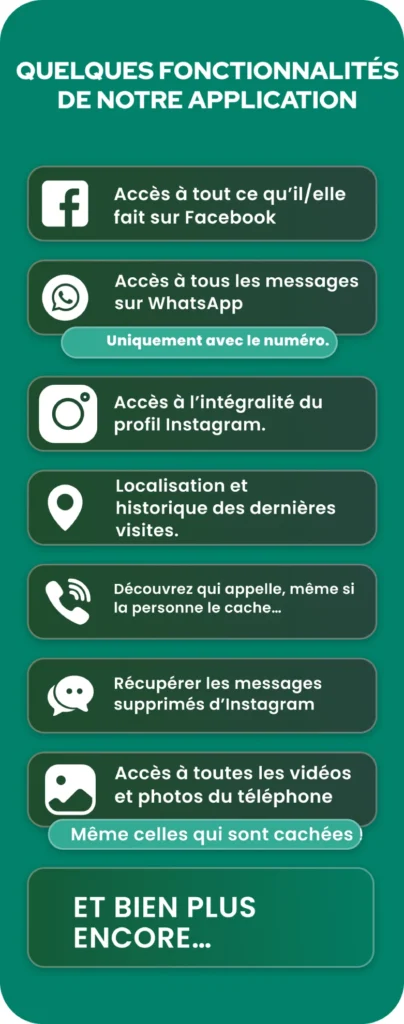 QUELQUES FONCTIONNALITÉS
DE NOTRE APPLICATION
Accès à tout ce qu'il/elle
fait sur Facebook
Accès à tous les messages
sur WhatsApp
Uniquement avec le numéro.
Accès à l'intégralité du
profil Instagram.
Localisation et
historique des dernières
visites.
Découvrez qui appelle, même si
la personne le cache...
Récupérer les messages
supprimés d'Instagram
Accès à toutes les vidéos
et photos du téléphone
Même celles qui sont cachées !
ET BIEN PLUS
ENCORE...